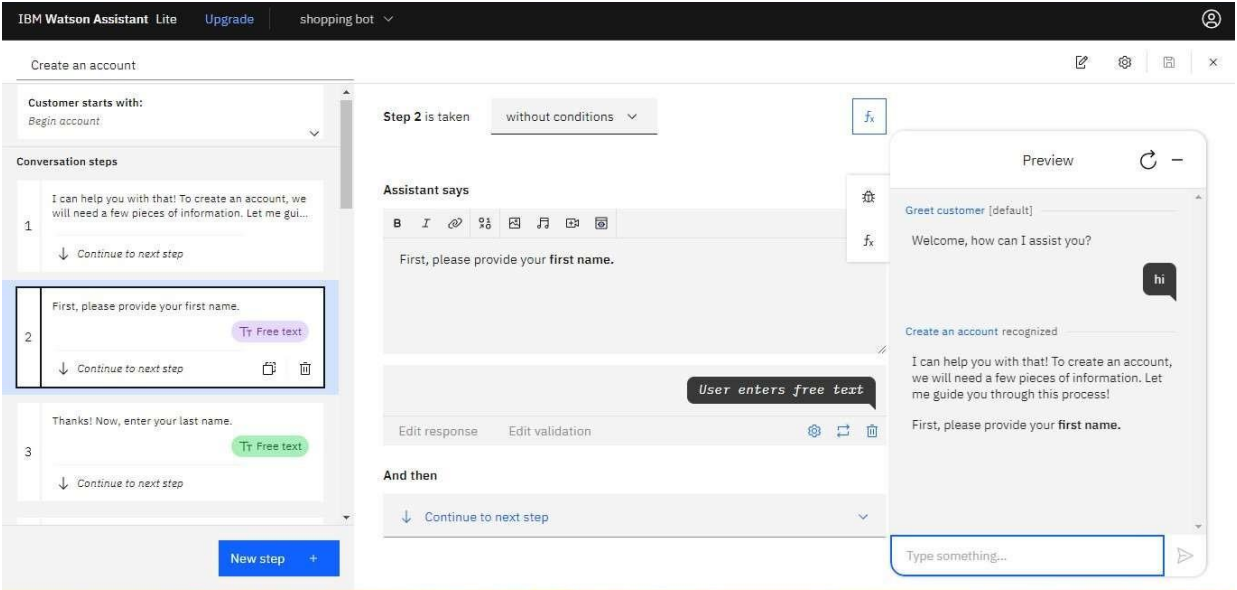 IBM Watson Assistant Lite Upgrade shopping bot
Create an account
Customer starts with:
Begin account
Conversation steps
1
I can help you with that! To create an account, we
will need a few pieces of information. Let me gui...
Continue to next step
2
First, please provide your first name.
Tт Free text
Continue to next step
3
Thanks! Now, enter your last name.
Tт Free text
Continue to next step
New step +
Step 2 is taken without conditions
fx
Assistant says
B I
First, please provide your first name.
User enters free text
Edit response Edit validation
And then
Continue to next step
fx
Preview
Greet customer [default]
Welcome, how can I assist you?
hi
Create an account recognized
I can help you with that! To create an account,
we will need a few pieces of information. Let
me guide you through this process!
First, please provide your first name.
Type something...